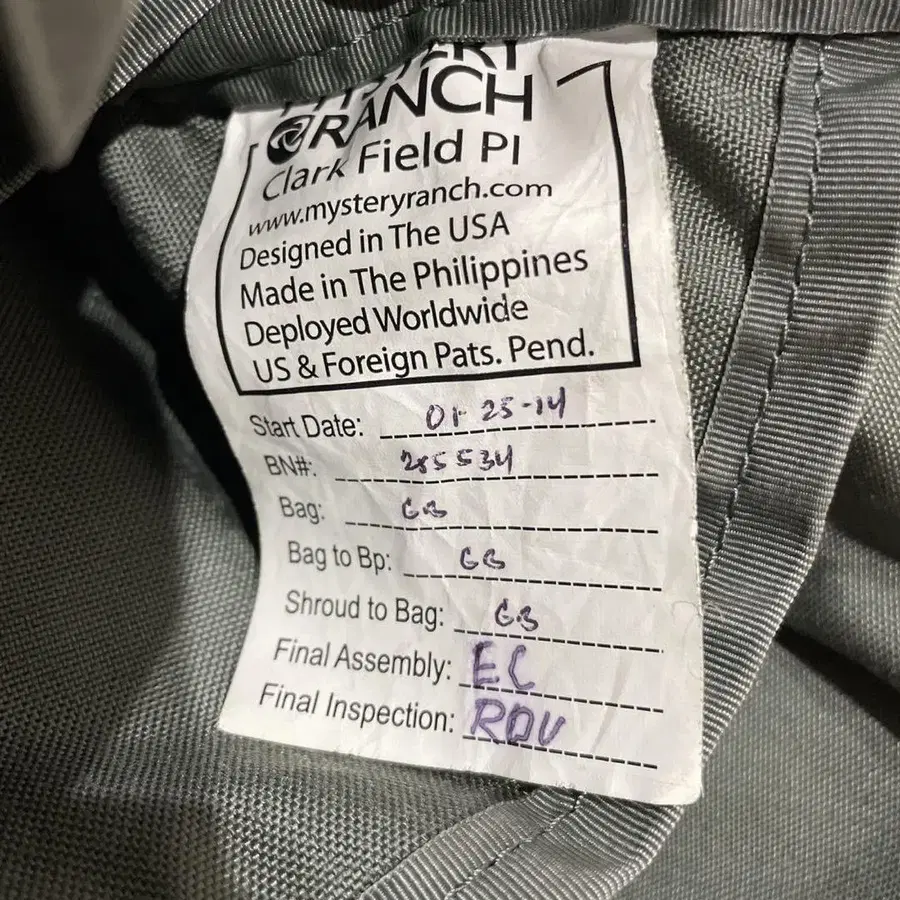 MYSTERY
RANCH
Clark Field PI
www.mysteryranch.com
Designed in The USA
Made in The Philippines
Deployed Worldwide
US & Foreign Pats. Pend.
Start Date: 01-25-14
BN#: 285534
Bag: GB
Bag to Bp: GB
Shroud to Bag: GB
Final Assembly: EC
Final Inspection: RDV